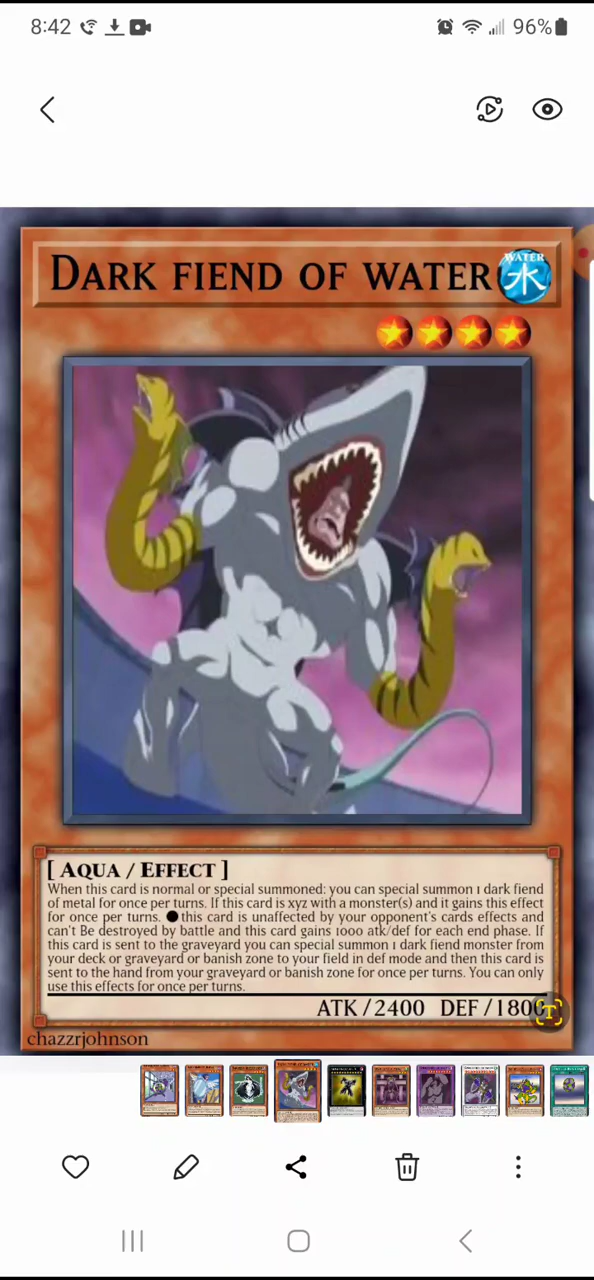 8:42
96%
DARK FIEND OF WATER
WATER
水
[ AQUA / EFFECT ]
When this card is normal or special summoned: you can special summon 1 dark fiend
of metal for once per turns. If this card is xyz with a monster(s) and it gains this effect
for once per turns. ●this card is unaffected by your opponent's cards effects and
can't Be destroyed by battle and this card gains 1000 atk/def for each end phase. If
this card is sent to the graveyard you can special summon 1 dark fiend monster from
your deck or graveyard or banish zone to your field in def mode and then this card is
sent to the hand from your graveyard or banish zone for once per turns. You can only
use this effects for once per turns.
ATK/2400 DEF/1800
T
chazzrjohnson